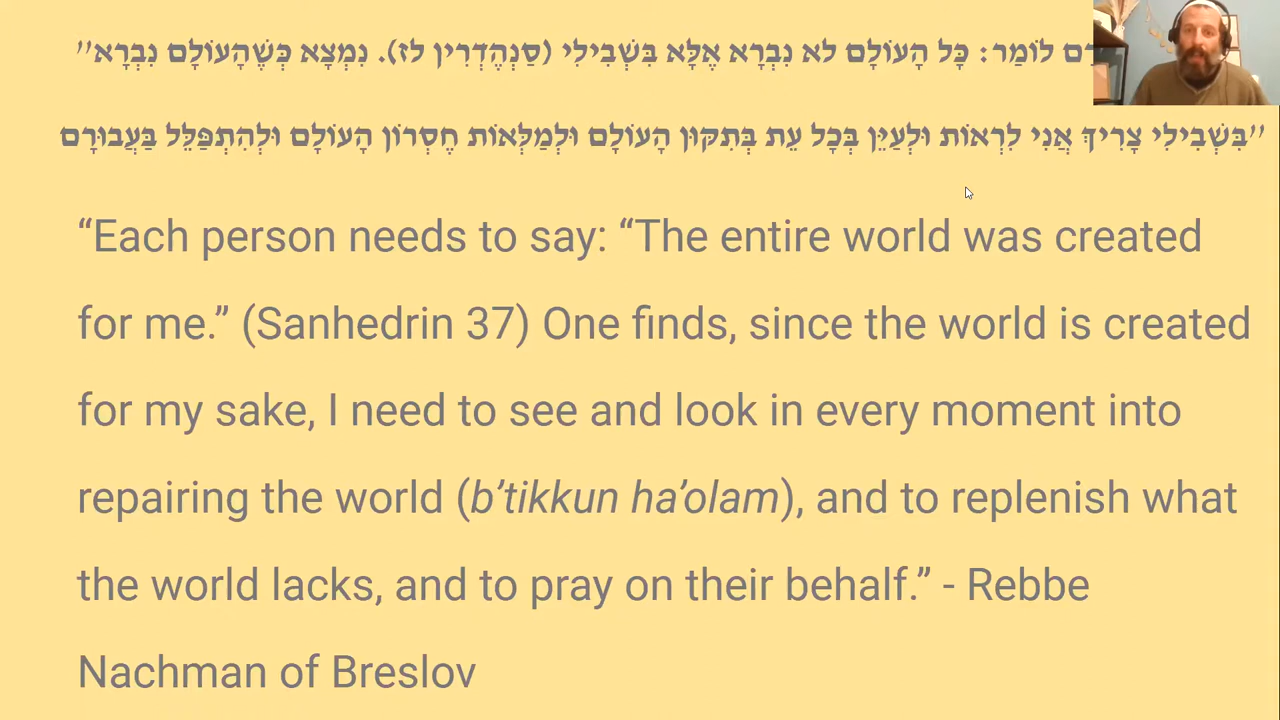 לוֹמַר: כָּל הָעוֹלָם לֹא נִבְרָא אֶלָּא בִּשְׁבִילִי (סַנְהֶדְרִין לז). נִמְצָא כְּשֶׁהָעוֹלָם נִבְרָא"
"בִּשְׁבִילִי צָרִיךְ אֲנִי לִרְאוֹת וּלְעַיֵּן בְּכָל עֵת בְּתִקּוּן הָעוֹלָם וּלְמַלְּאוֹת חֶסְרוֹן הָעוֹלָם וּלְהִתְפַּלֵּל בַּעֲבוּרָם
“Each person needs to say: “The entire world was created
for me.” (Sanhedrin 37) One finds, since the world is created
for my sake, I need to see and look in every moment into
repairing the world (b’tikkun ha’olam), and to replenish what
the world lacks, and to pray on their behalf.” - Rebbe
Nachman of Breslov